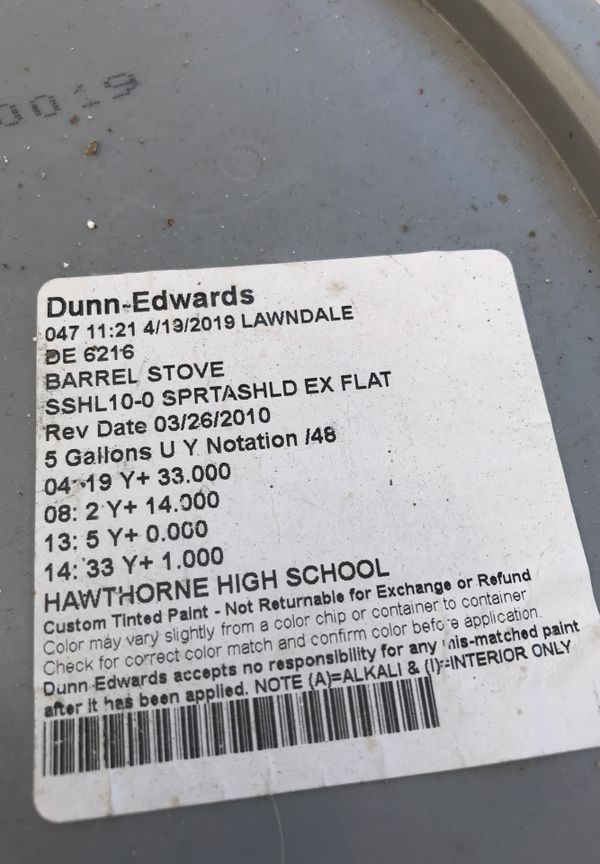 0019
Dunn-Edwards
047 11:21 4/19/2019 LAWNDALE
DE 6216
BARREL STOVE
SSHL10-0 SPRTASHLD EX FLAT
Rev Date 03/26/2010
5 Gallons U Y Notation /48
04: 19 Y+ 33.000
08: 2 Y+ 14.000
13: 5 Y+ 0.000
14: 33 Y+ 1.000
HAWTHORNE HIGH SCHOOL
Custom Tinted Paint - Not Returnable for Exchange or Refund
Color may vary slightly from a color chip or container to container
Check for correct color match and confirm color before application.
Dunn-Edwards accepts no responsibility for any mis-matched paint
after it has been applied. NOTE (A)=ALKALI & (I)=INTERIOR ONLY